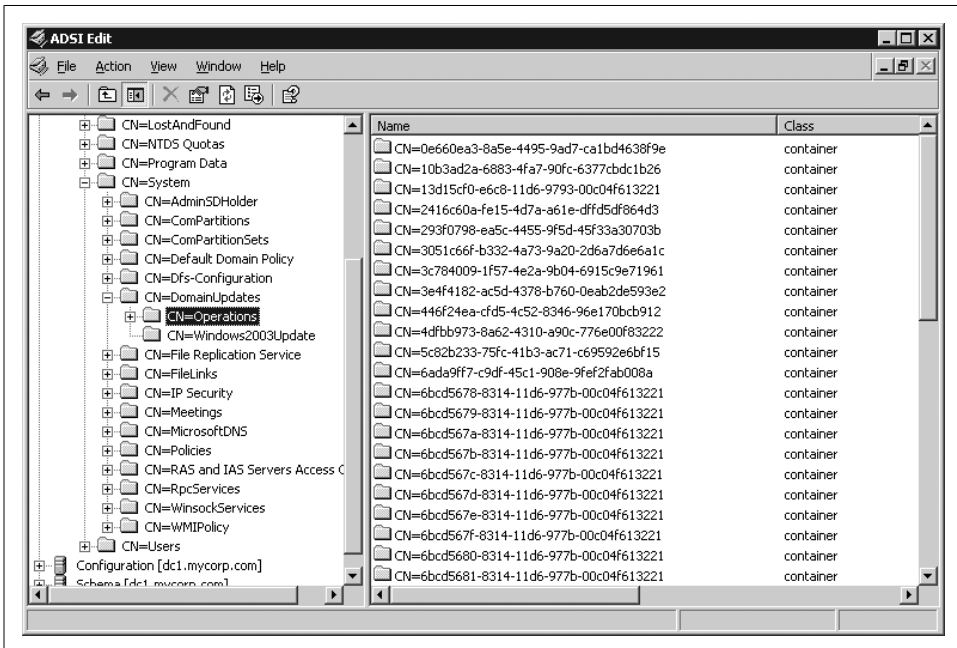 ADSI Edit
File Action View Window Help
CN=LostAndFound
CN=NTDS Quotas
CN=Program Data
CN=System
CN=AdminSDHolder
CN=ComPartitions
CN=ComPartitionSets
CN=Default Domain Policy
CN=Dfs-Configuration
CN=DomainUpdates
CN=Operations
CN=Windows2003Update
CN=File Replication Service
CN=FileLinks
CN=IP Security
CN=Meetings
CN=MicrosoftDNS
CN=Policies
CN=RAS and IAS Servers Access C
CN=RpcServices
CN=WinsockServices
CN=WMIPolicy
CN=Users
Configuration [dc1.mycorp.com]
Schema [dc1.mycorp.com]
Name Class
CN=0e660ea3-8a5e-4495-9ad7-ca1bd4638f9e container
CN=10b3ad2a-6883-4fa7-90fc-6377cbdc1b26 container
CN=13d15cf0-e6c8-11d6-9793-00c04f613221 container
CN=2416c60a-fe15-4d7a-a61e-dffd5df864d3 container
CN=293f0798-ea5c-4455-9f5d-45f33a30703b container
CN=3051c66f-b332-4a73-9a20-2d6a7d6e6a1c container
CN=3c784009-1f57-4e2a-9b04-6915c9e71961 container
CN=3e4f4182-ac5d-4378-b760-0eab2de593e2 container
CN=446f24ea-cfd5-4c52-8346-96e170bcb912 container
CN=4dfbb973-8a62-4310-a90c-776e00f83222 container
CN=5c82b233-75fc-41b3-ac71-c69592e6bf15 container
CN=6ada9ff7-c9df-45c1-908e-9fef2fab008a container
CN=6bcd5678-8314-11d6-977b-00c04f613221 container
CN=6bcd5679-8314-11d6-977b-00c04f613221 container
CN=6bcd567a-8314-11d6-977b-00c04f613221 container
CN=6bcd567b-8314-11d6-977b-00c04f613221 container
CN=6bcd567c-8314-11d6-977b-00c04f613221 container
CN=6bcd567d-8314-11d6-977b-00c04f613221 container
CN=6bcd567e-8314-11d6-977b-00c04f613221 container
CN=6bcd567f-8314-11d6-977b-00c04f613221 container
CN=6bcd5680-8314-11d6-977b-00c04f613221 container
CN=6bcd5681-8314-11d6-977b-00c04f613221 container